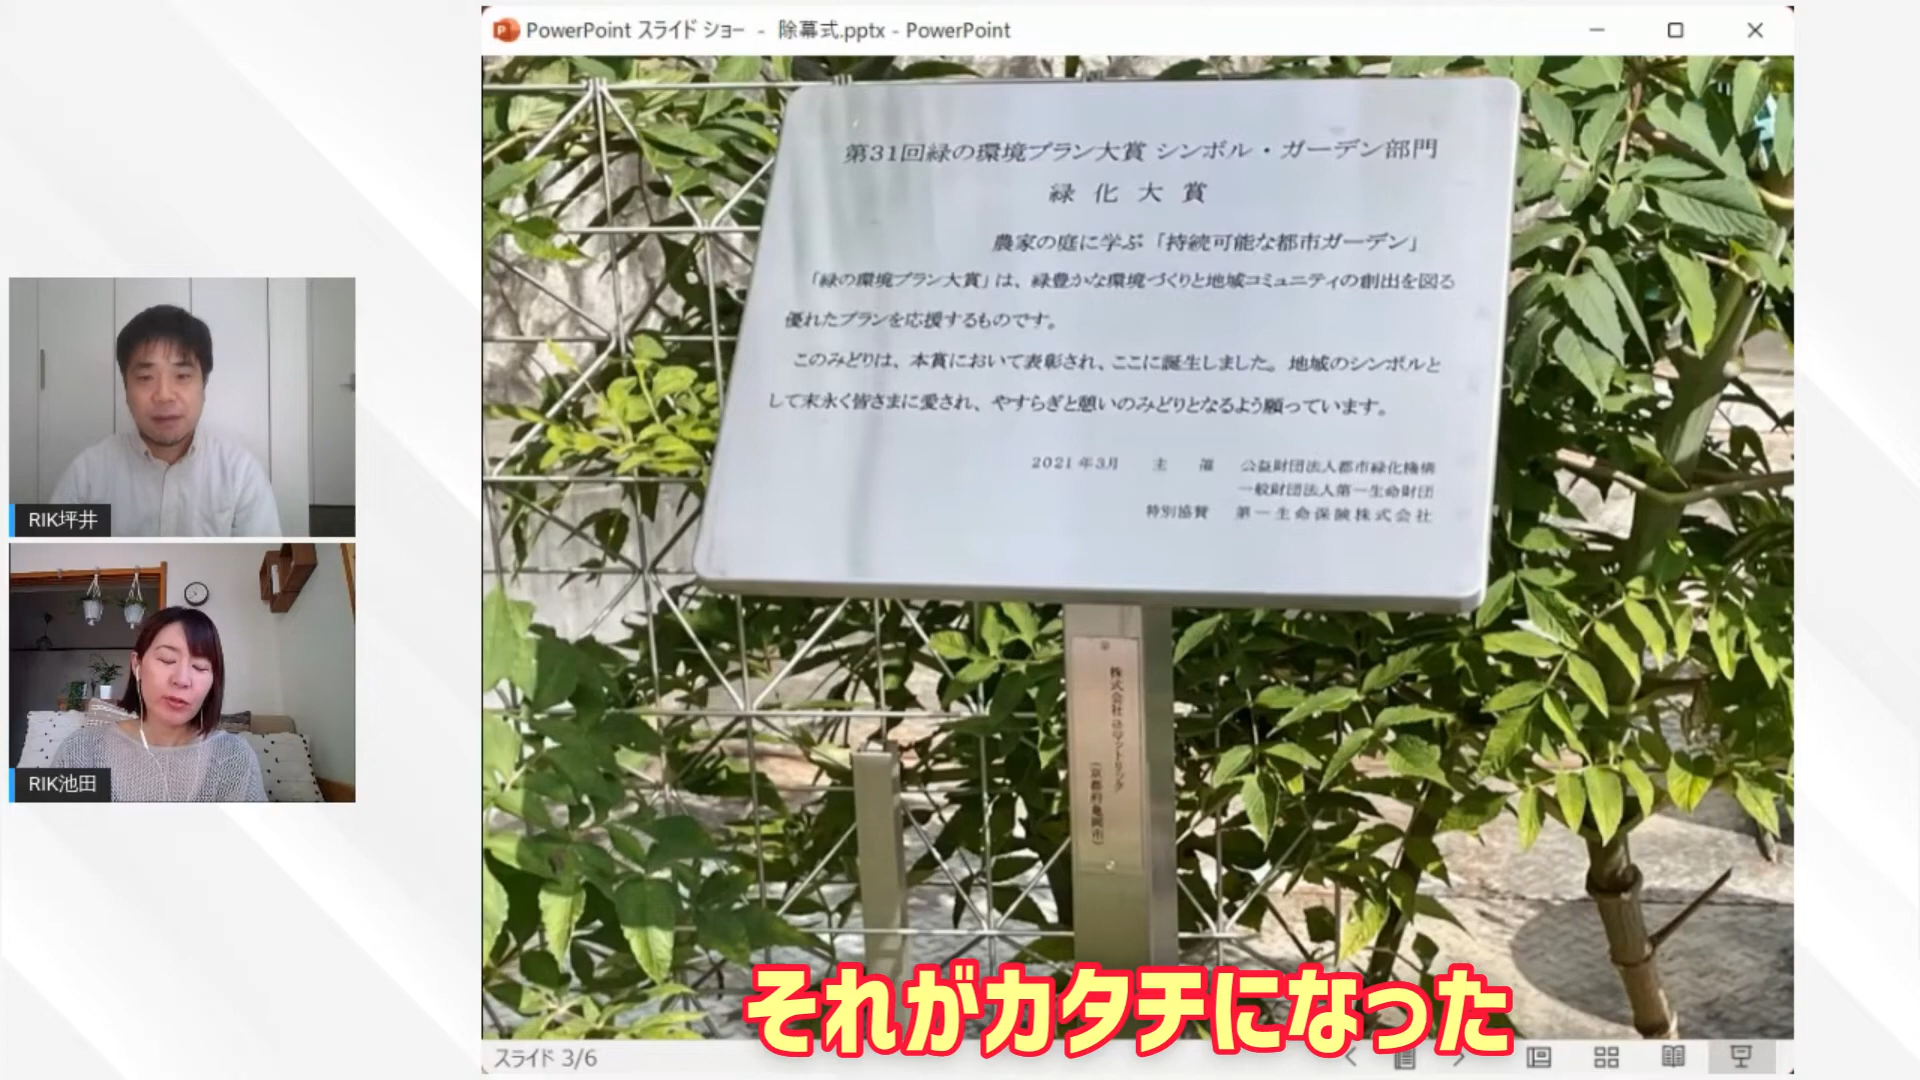 PowerPoint スライド ショー - 除幕式.pptx - PowerPoint
第31回緑の環境プラン大賞 シンボル・ガーデン部門
緑化大賞
農家の庭に学ぶ「持続可能な都市ガーデン」
「緑の環境プラン大賞」は、緑豊かな環境づくりと地域コミュニティの創出を図る
優れたプランを応援するものです。
このみどりは、本賞において表彰され、ここに誕生しました。地域のシンボルと
して末永く皆さまに愛され、やすらぎと憩いのみどりとなるよう願っています。
2021年3月 主 催 公益財団法人都市緑化機構
一般財団法人第一生命財団
特別協賛 第一生命保険株式会社
株式会社
(京都府亀岡市)
RIK坪井
RIK池田
それがカタチになった
スライド 3/6